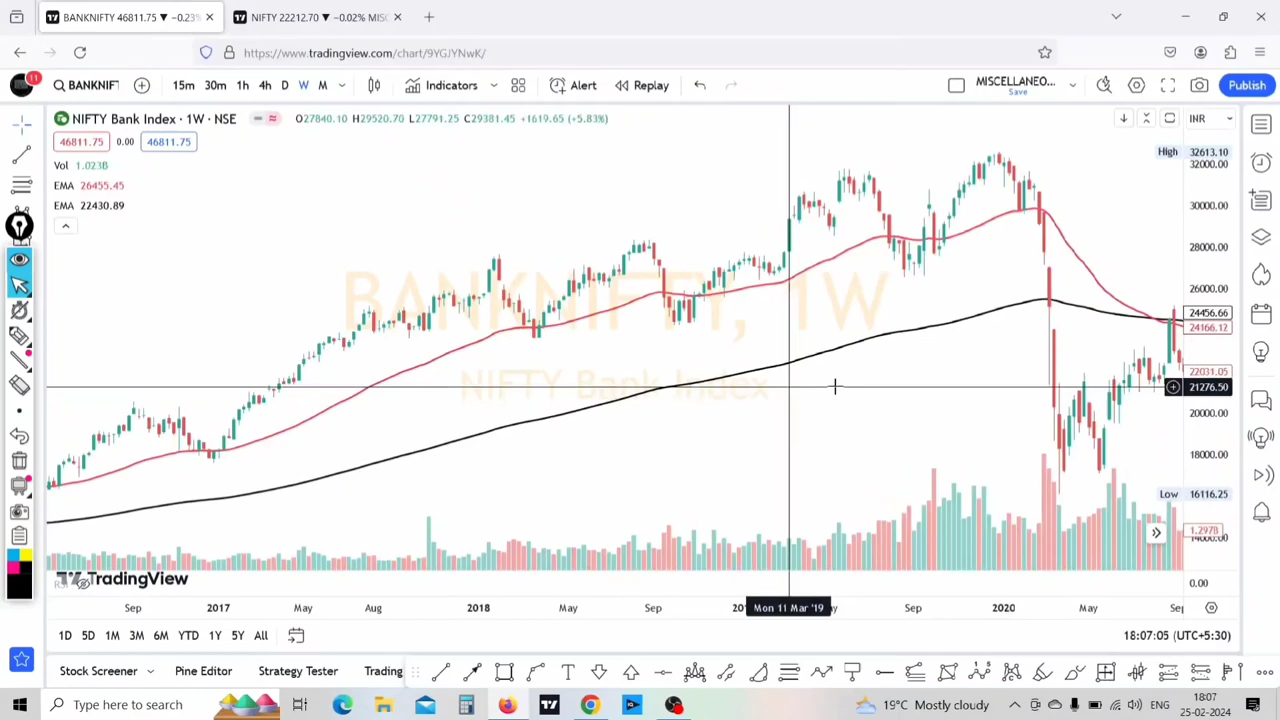 BANKNIFTY 46811.75 ▼ −0.23%
NIFTY 22212.70 ▼ −0.02% MISC
https://www.tradingview.com/chart/9YGJYNwK/
11
BANKNIF
15m 30m 1h 4h D W M
Indicators
Alert
Replay
MISCELLANEO...
Save
Publish
NIFTY Bank Index · 1W · NSE
O27840.10 H29520.70 L27791.25 C29381.45 +1619.65 (+5.83%)
INR
46811.75 0.00 46811.75
Vol 1.023B
EMA 26455.45
EMA 22430.89
BANKNIFTY, 1W
NIFTY Bank Index
High 32613.10
32000.00
30000.00
28000.00
26000.00
24456.66
24166.12
22031.05
21276.50
20000.00
18000.00
Low 16116.25
1.297B
14000.00
0.00
TradingView
Sep 2017 May Aug 2018 May Sep Mon 11 Mar '19 Sep 2020 May Sep
1D 5D 1M 3M 6M YTD 1Y 5Y All
18:07:05 (UTC+5:30)
Stock Screener Pine Editor Strategy Tester Trading
Type here to search
19°C Mostly cloudy
ENG
18:07
25-02-2024